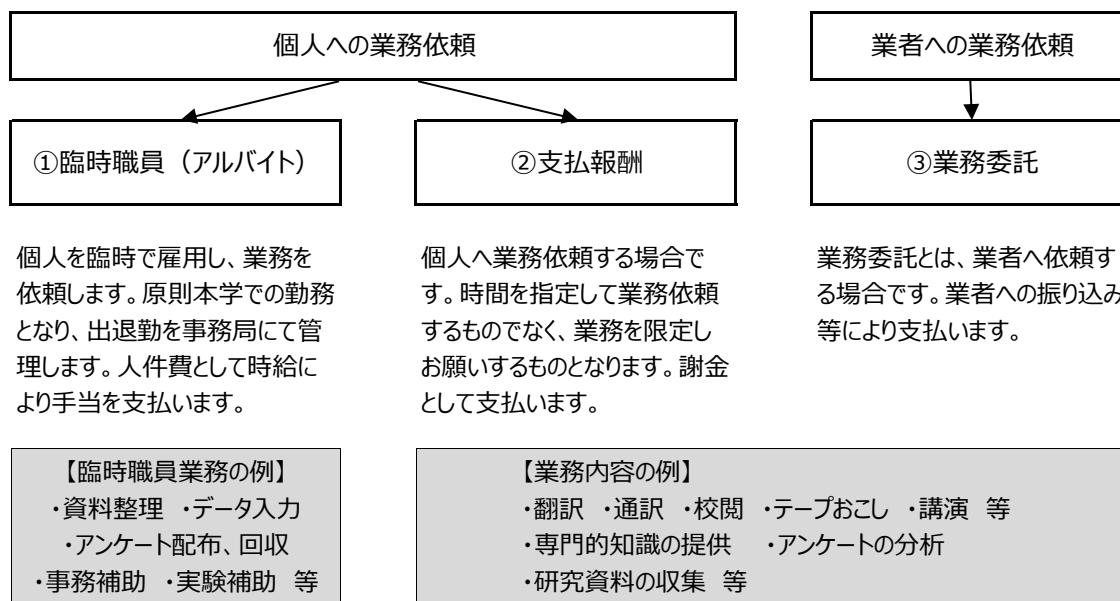 個人への業務依頼
業者への業務依頼
①臨時職員（アルバイト）
②支払報酬
③業務委託
個人を臨時で雇用し、業務を
依頼します。原則本学での勤務
となり、出退勤を事務局にて管
理します。人件費として時給に
より手当を支払います。
個人へ業務依頼する場合で
す。時間を指定して業務依頼
するものでなく、業務を限定し
お願いするものとなります。謝金
として支払います。
業務委託とは、業者へ依頼す
る場合です。業者への振り込み
等により支払います。
【臨時職員業務の例】
・資料整理 ・データ入力
・アンケート配布、回収
・事務補助 ・実験補助 等
【業務内容の例】
・翻訳 ・通訳 ・校閲 ・テープおこし ・講演 等
・専門的知識の提供 ・アンケートの分析
・研究資料の収集 等